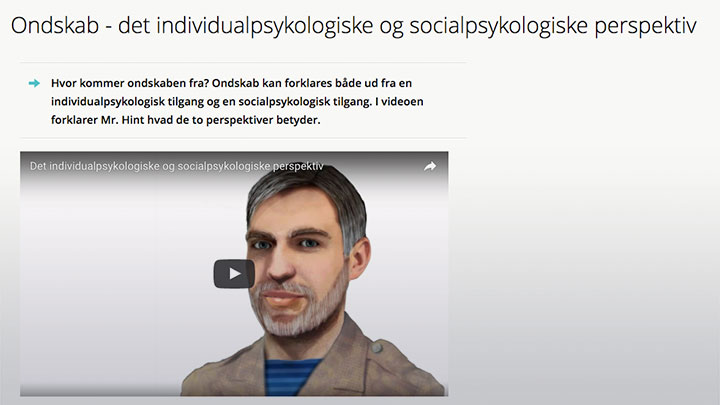 Ondskab - det individualpsykologiske og socialpsykologiske perspektiv
Hvor kommer ondskaben fra? Ondskab kan forklares både ud fra en
individualpsykologisk tilgang og en socialpsykologisk tilgang. I videoen
forklarer Mr. Hint hvad de to perspektiver betyder.
Det individualpsykologiske og socialpsykologiske perspektiv